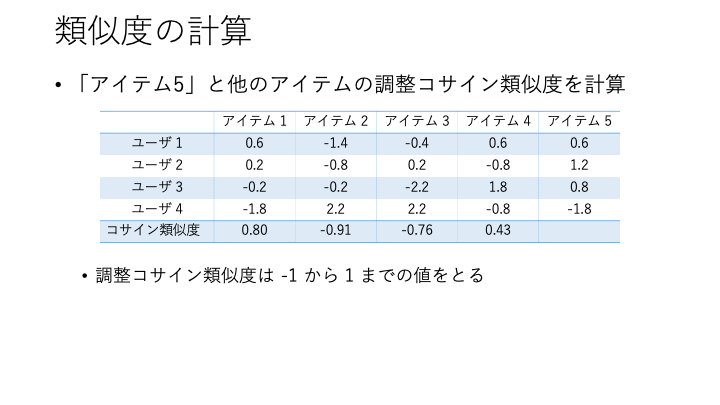 類似度の計算
• 「アイテム5」と他のアイテムの調整コサイン類似度を計算
アイテム 1 アイテム 2 アイテム 3 アイテム 4 アイテム 5
ユーザ 1 0.6 -1.4 -0.4 0.6 0.6
ユーザ 2 0.2 -0.8 0.2 -0.8 1.2
ユーザ 3 -0.2 -0.2 -2.2 1.8 0.8
ユーザ 4 -1.8 2.2 2.2 -0.8 -1.8
コサイン類似度 0.80 -0.91 -0.76 0.43
• 調整コサイン類似度は -1 から 1 までの値をとる